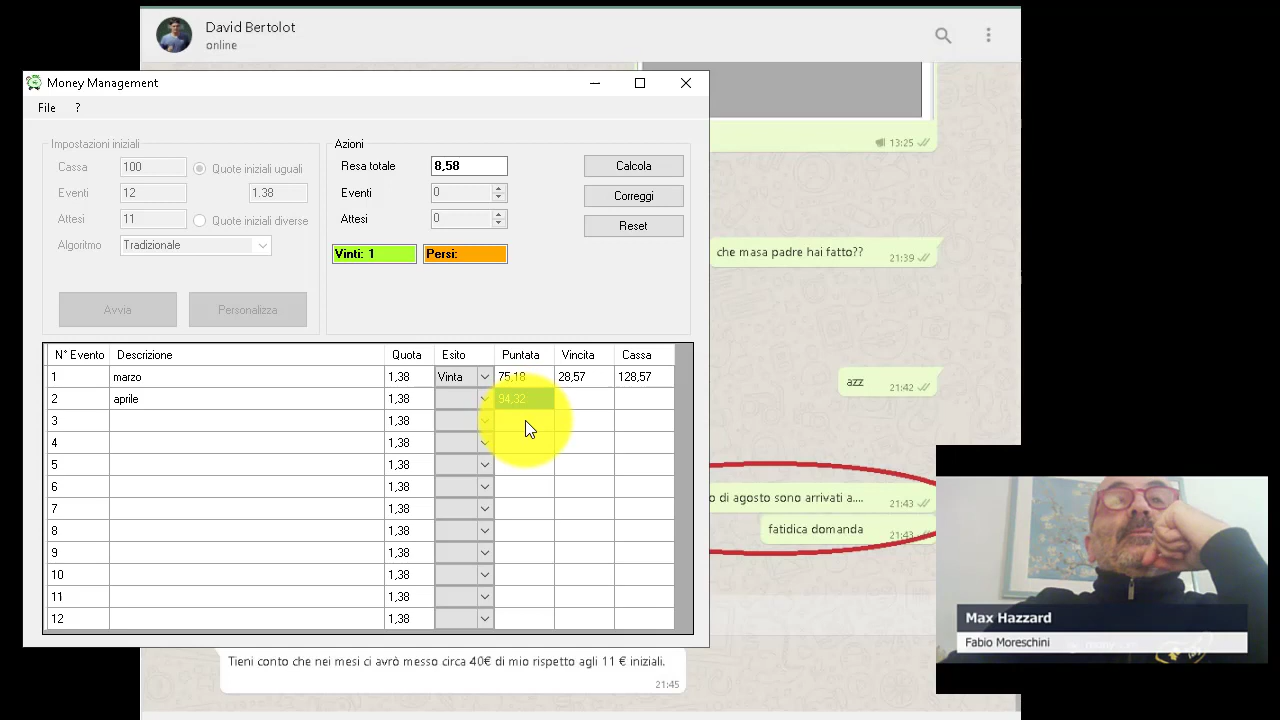 David Bertolot
online
Money Management
File ?
13:25
Impostazioni iniziali
Cassa 100 Quote iniziali uguali
Eventi 12 1.38
Attesi 11 Quote iniziali diverse
Algoritmo Tradizionale
Avvia Personalizza
Azioni
Resa totale 8,58 Calcola
Eventi 0 Correggi
Attesi 0 Reset
Vinti: 1 Persi:
che masa padre hai fatto?? 21:39
N° Evento Descrizione Quota Esito Puntata Vincita Cassa
1 marzo 1,38 Vinta 75,18 28,57 128,57
2 aprile 1,38 94,32
3 1,38
4 1,38
5 1,38
6 1,38
7 1,38
8 1,38
9 1,38
10 1,38
11 1,38
12 1,38
azz 21:42
o di agosto sono arrivati a.... 21:43
fatidica domanda 21:43
Max Hazzard
Fabio Moreschini
Tieni conto che nei mesi ci avrò messo circa 40€ di mio rispetto agli 11 € iniziali.
21:45